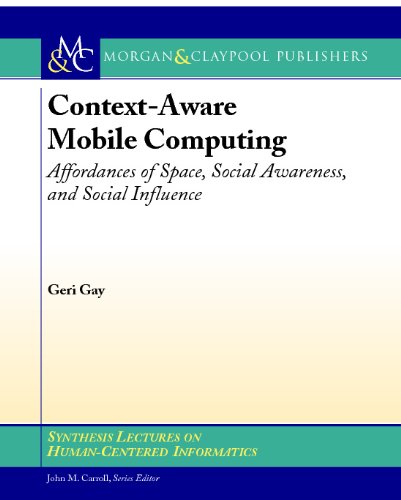 M
&C
MORGAN&CLAYPOOL PUBLISHERS
Context-Aware
Mobile Computing
Affordances of Space, Social Awareness,
and Social Influence
Geri Gay
SYNTHESIS LECTURES ON
HUMAN-CENTERED INFORMATICS
John M. Carroll, Series Editor